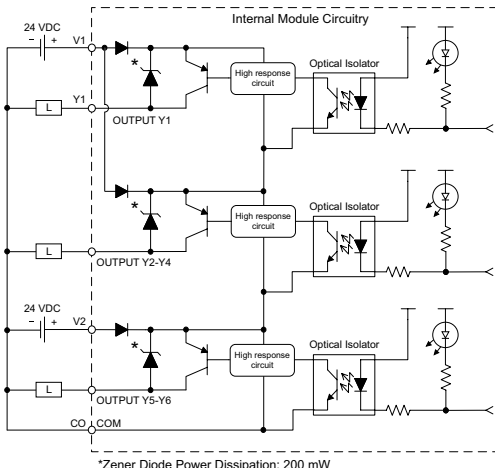 Internal Module Circuitry
24 VDC
− +
V1
*
High response
circuit
Optical Isolator
Y1
L
OUTPUT Y1
*
High response
circuit
Optical Isolator
L
OUTPUT Y2-Y4
24 VDC
− +
V2
*
High response
circuit
Optical Isolator
L
OUTPUT Y5-Y6
CO COM
*Zener Diode Power Dissipation: 200 mW